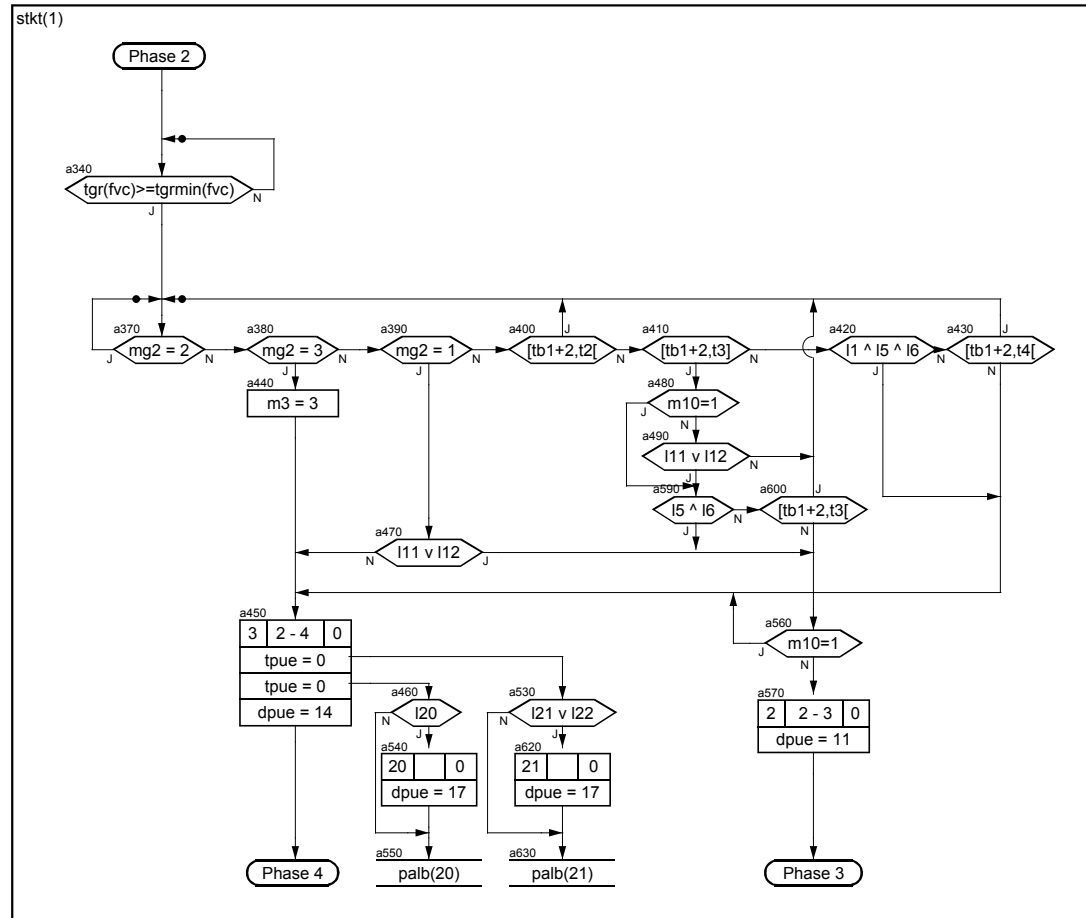 stkt(1)
Phase 2
a340
tgr(fvc)>=tgrmin(fvc)
N
J
a370
mg2 = 2
J
N
a380
mg2 = 3
N
J
a390
mg2 = 1
N
J
a400
[tb1+2,t2[
J
N
a410
[tb1+2,t3]
N
J
a420
l1 ^ l5 ^ l6
N
J
a430
[tb1+2,t4[
J
N
a440
m3 = 3
a480
m10=1
J
N
a490
l11 v l12
N
J
a590
l5 ^ l6
N
J
a600
[tb1+2,t3[
J
N
a470
l11 v l12
N
J
a450
3 2 - 4 0
tpue = 0
tpue = 0
dpue = 14
a460
l20
N
J
a530
l21 v l22
N
J
a560
m10=1
J
N
a540
20 0
dpue = 17
a620
21 0
dpue = 17
a570
2 2 - 3 0
dpue = 11
Phase 4
a550
palb(20)
a630
palb(21)
Phase 3